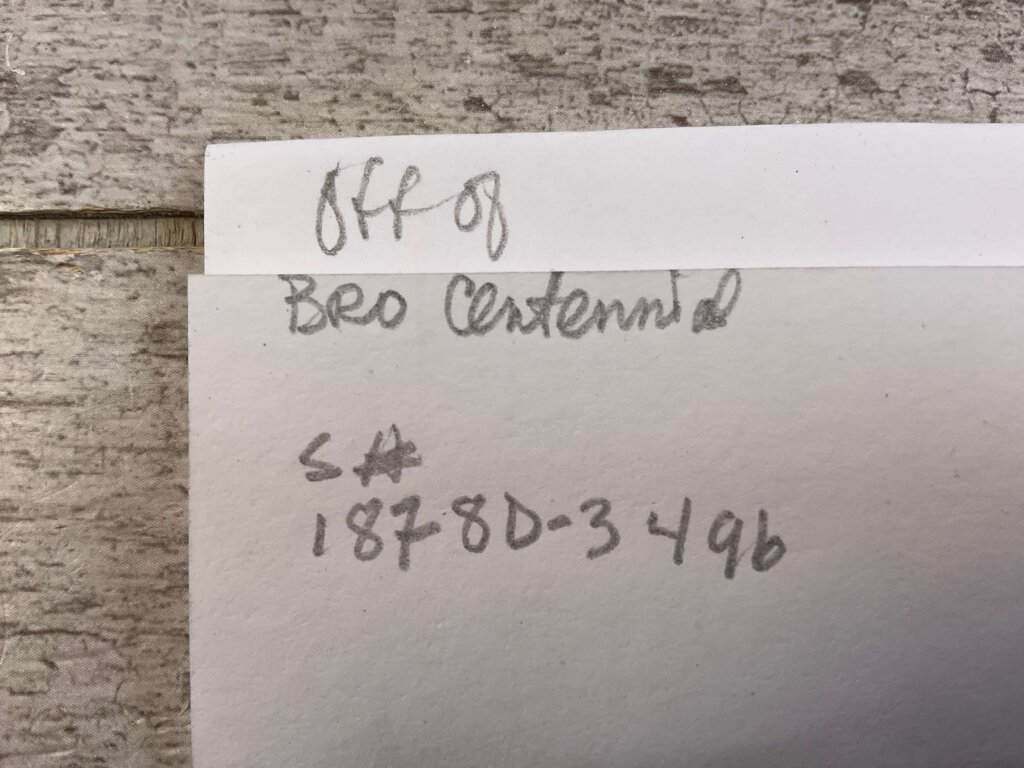 Off of
BRO Centennial
S#
1878D-3496